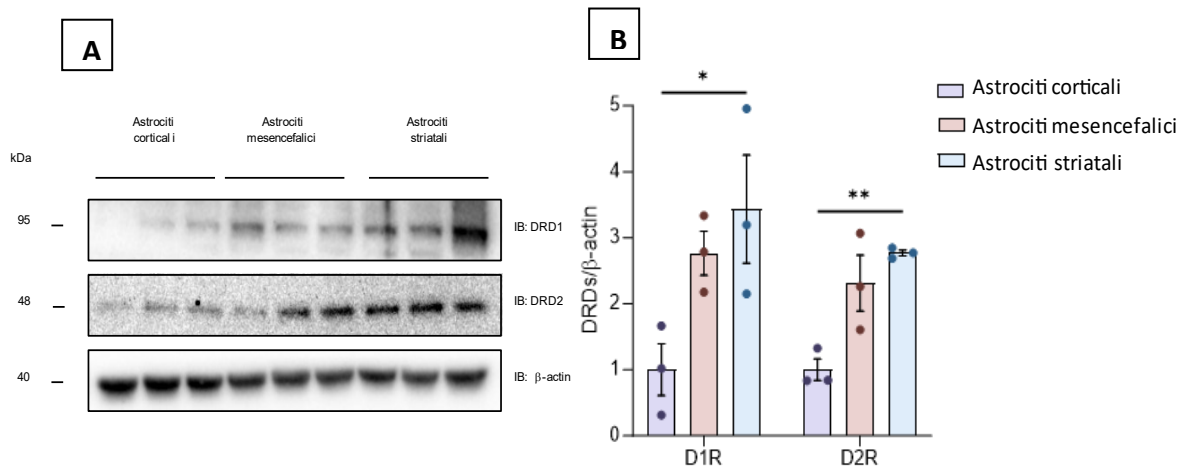 A
Astrociti
corticali
Astrociti
mesencefalici
Astrociti
striatali
kDa
95
IB: DRD1
48
IB: DRD2
40
IB: β-actin
B
*
**
5
4
3
2
1
0
DRDs/β-actin
D1R
D2R
Astrociti corticali
Astrociti mesencefalici
Astrociti striatali